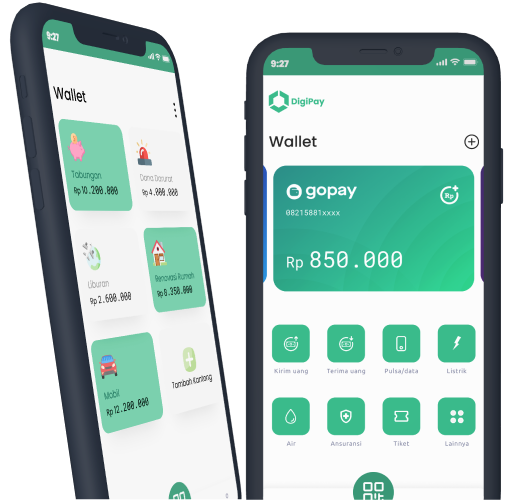 9:27
Wallet
Tabungan
Rp 10.200.000
Dana Darurat
Rp 4.000.000
Liburan
Rp 2.600.000
Renovasi Rumah
Rp 8.350.000
Mobil
Rp 12.200.000
Tambah Kantong
9:27
DigiPay
Wallet
gopay
Rp
08215881xxxx
Rp 850.000
Kirim uang
Terima uang
Pulsa/data
Listrik
Air
Ansuransi
Tiket
Lainnya